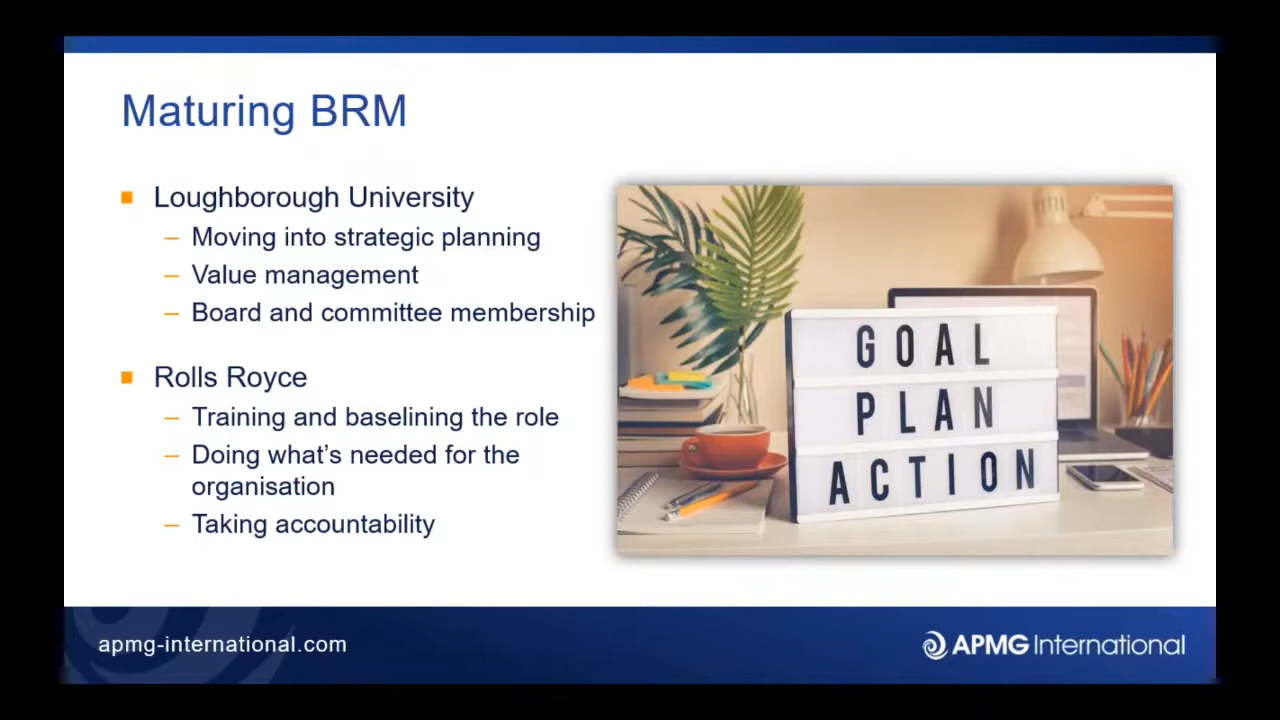 Maturing BRM
Loughborough University
– Moving into strategic planning
– Value management
– Board and committee membership
Rolls Royce
– Training and baselining the role
– Doing what’s needed for the
organisation
– Taking accountability
GOAL
PLAN
ACTION
apmg-international.com
APMG International